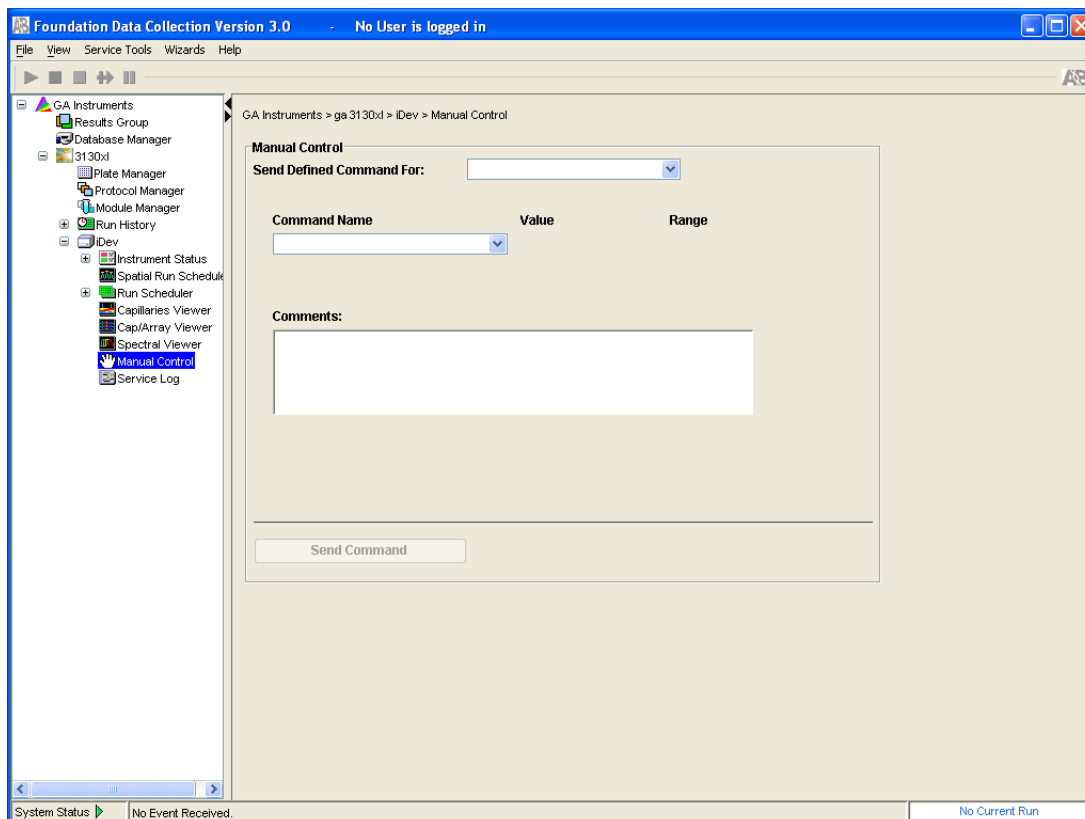 Foundation Data Collection Version 3.0 - No User is logged in
File View Service Tools Wizards Help
AB
GA Instruments
Results Group
Database Manager
3130xl
Plate Manager
Protocol Manager
Module Manager
Run History
iDev
Instrument Status
Spatial Run Schedule
Run Scheduler
Capillaries Viewer
Cap/Array Viewer
Spectral Viewer
Manual Control
Service Log
GA Instruments > ga 3130xl > iDev > Manual Control
Manual Control
Send Defined Command For:
Command Name Value Range
Comments:
Send Command
System Status No Event Received. No Current Run